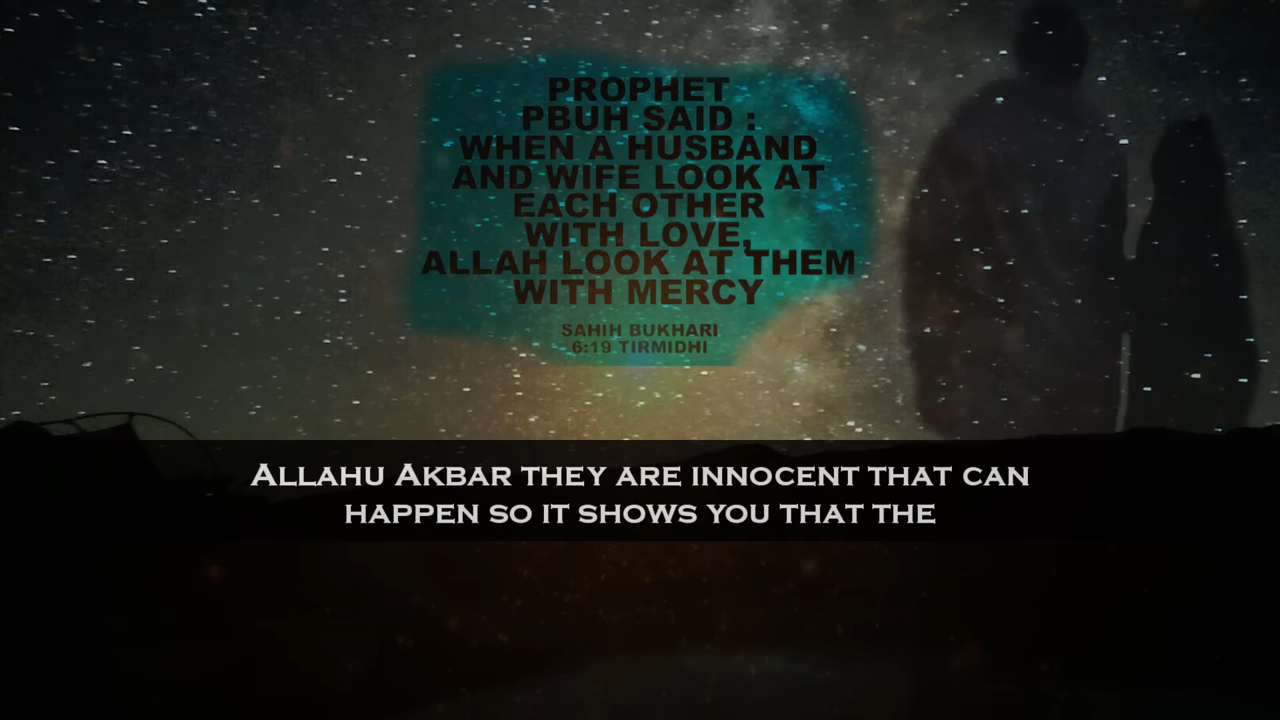 PROPHET
PBUH SAID :
WHEN A HUSBAND
AND WIFE LOOK AT
EACH OTHER
WITH LOVE,
ALLAH LOOK AT THEM
WITH MERCY
SAHIH BUKHARI
6:19 TIRMIDHI
ALLAHU AKBAR THEY ARE INNOCENT THAT CAN
HAPPEN SO IT SHOWS YOU THAT THE